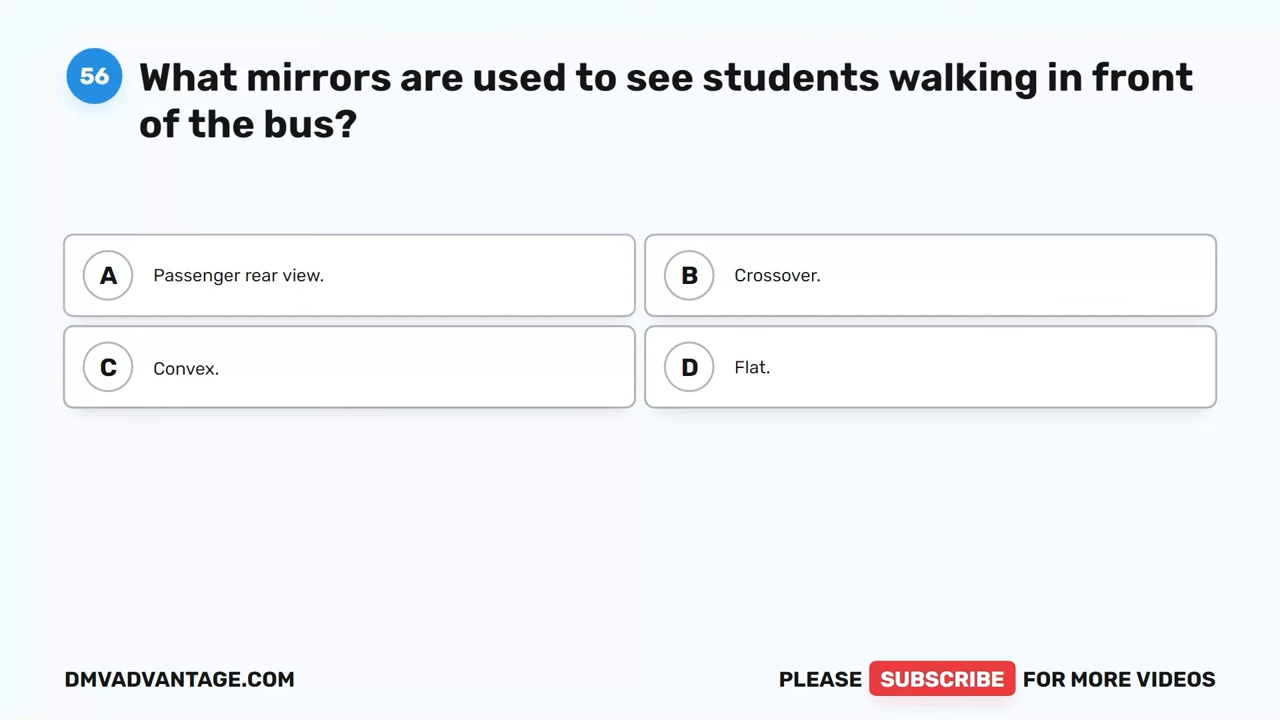 56
What mirrors are used to see students walking in front
of the bus?
A Passenger rear view.
B Crossover.
C Convex.
D Flat.
DMVADVANTAGE.COM
PLEASE SUBSCRIBE FOR MORE VIDEOS